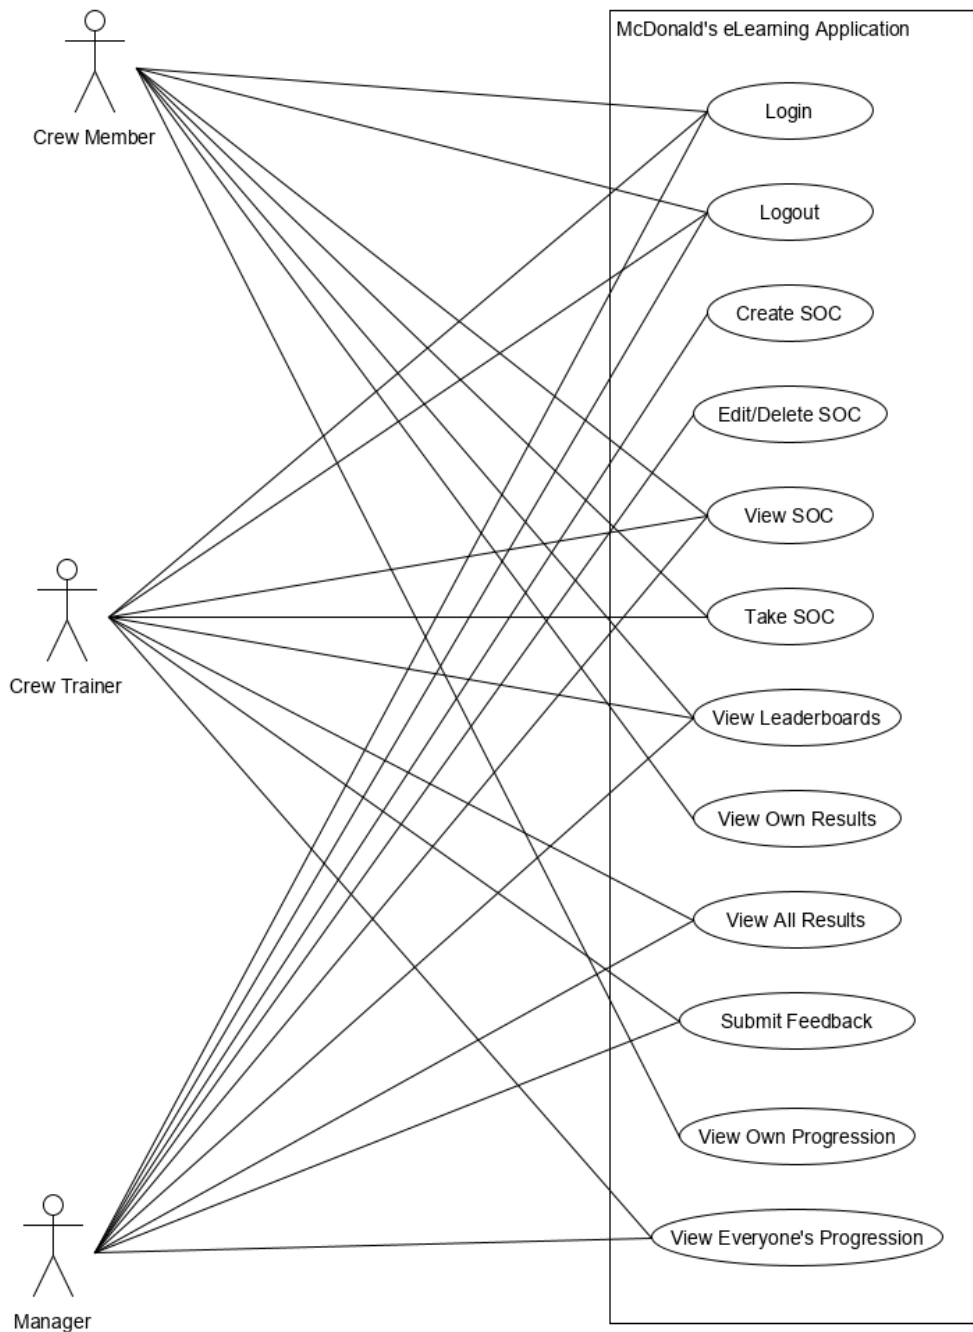 McDonald's eLearning Application
Crew Member
Login
Logout
Create SOC
Edit/Delete SOC
View SOC
Crew Trainer
Take SOC
View Leaderboards
View Own Results
View All Results
Submit Feedback
View Own Progression
View Everyone's Progression
Manager